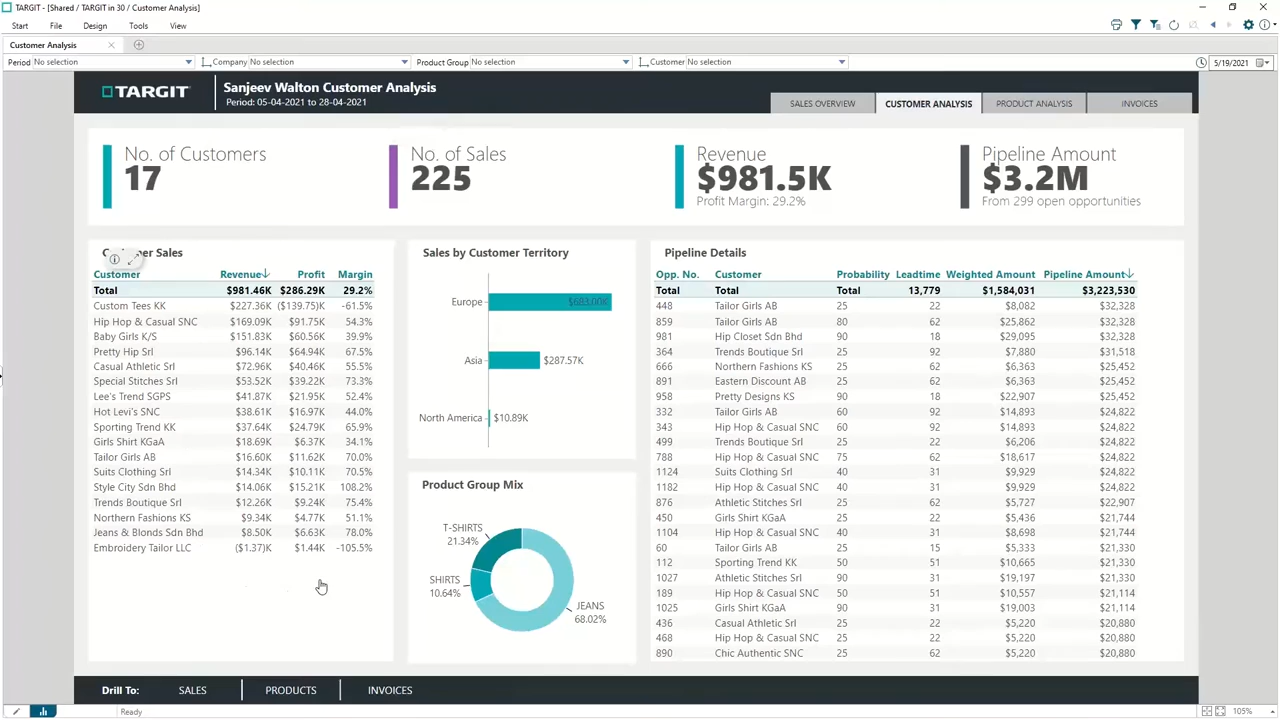 TARGIT - [Shared / TARGIT in 30 / Customer Analysis]
Start File Design Tools View
Customer Analysis
Period No selection Company No selection Product Group No selection Customer No selection 5/19/2021
TARGIT
Sanjeev Walton Customer Analysis
Period: 05-04-2021 to 28-04-2021
SALES OVERVIEW CUSTOMER ANALYSIS PRODUCT ANALYSIS INVOICES
No. of Customers
17
No. of Sales
225
Revenue
$981.5K
Profit Margin: 29.2%
Pipeline Amount
$3.2M
From 299 open opportunities
Sales
Customer Revenue Profit Margin
Total $981.46K $286.29K 29.2%
Custom Tees KK $227.36K ($139.75)K -61.5%
Hip Hop & Casual SNC $169.09K $91.75K 54.3%
Baby Girls K/S $151.83K $60.56K 39.9%
Pretty Hip Srl $96.14K $64.94K 67.5%
Casual Athletic Srl $72.96K $40.46K 55.5%
Special Stitches Srl $53.52K $39.22K 73.3%
Lee's Trend SGPS $41.87K $21.95K 52.4%
Hot Levi's SNC $38.61K $16.97K 44.0%
Sporting Trend KK $37.64K $24.79K 65.9%
Girls Shirt KGaA $18.69K $6.37K 34.1%
Tailor Girls AB $16.60K $11.62K 70.0%
Suits Clothing Srl $14.34K $10.11K 70.5%
Style City Sdn Bhd $14.06K $15.21K 108.2%
Trends Boutique Srl $12.26K $9.24K 75.4%
Northern Fashions KS $9.34K $4.77K 51.1%
Jeans & Blonds Sdn Bhd $8.50K $6.63K 78.0%
Embroidery Tailor LLC ($1.37)K $1.44K -105.5%
Sales by Customer Territory
Europe $683.00K
Asia $287.57K
North America $10.89K
Product Group Mix
T-SHIRTS
21.34%
SHIRTS
10.64%
JEANS
68.02%
Pipeline Details
Opp. No. Customer Probability Leadtime Weighted Amount Pipeline Amount
Total Total Total 13,779 $1,584,031 $3,223,530
448 Tailor Girls AB 25 22 $8,082 $32,328
859 Tailor Girls AB 80 62 $25,862 $32,328
981 Hip Closet Sdn Bhd 90 18 $29,095 $32,328
364 Trends Boutique Srl 25 92 $7,880 $31,518
666 Northern Fashions KS 25 22 $6,363 $25,452
891 Eastern Discount AB 25 62 $6,363 $25,452
958 Pretty Designs KS 90 18 $22,907 $25,452
332 Tailor Girls AB 60 92 $14,893 $24,822
343 Hip Hop & Casual SNC 60 92 $14,893 $24,822
499 Trends Boutique Srl 25 22 $6,206 $24,822
788 Hip Hop & Casual SNC 75 62 $18,617 $24,822
1124 Suits Clothing Srl 40 31 $9,929 $24,822
1182 Hip Hop & Casual SNC 40 31 $9,929 $24,822
876 Athletic Stitches Srl 25 62 $5,727 $22,907
450 Girls Shirt KGaA 25 22 $5,436 $21,744
1104 Hip Hop & Casual SNC 40 31 $8,698 $21,744
60 Tailor Girls AB 25 15 $5,333 $21,330
112 Sporting Trend KK 50 51 $10,665 $21,330
1027 Athletic Stitches Srl 90 31 $19,197 $21,330
189 Hip Hop & Casual SNC 50 51 $10,557 $21,114
1025 Girls Shirt KGaA 90 31 $19,003 $21,114
436 Casual Athletic Srl 25 22 $5,220 $20,880
468 Hip Hop & Casual SNC 25 22 $5,220 $20,880
890 Chic Authentic SNC 25 62 $5,220 $20,880
Drill To: SALES PRODUCTS INVOICES
Ready 105%